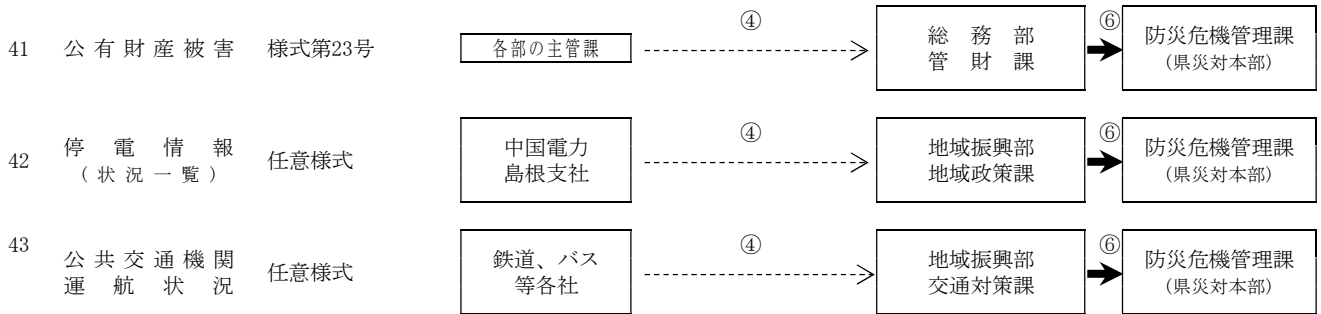 41 公有財産被害 様式第23号 各部の主管課 ④ 総務部 管財課 ⑥ 防災危機管理課 (県災対本部)
42 停電情報 (状況一覧) 任意様式 中国電力 島根支社 ④ 地域振興部 地域政策課 ⑥ 防災危機管理課 (県災対本部)
43 公共交通機関 運航状況 任意様式 鉄道、バス 等各社 ④ 地域振興部 交通対策課 ⑥ 防災危機管理課 (県災対本部)